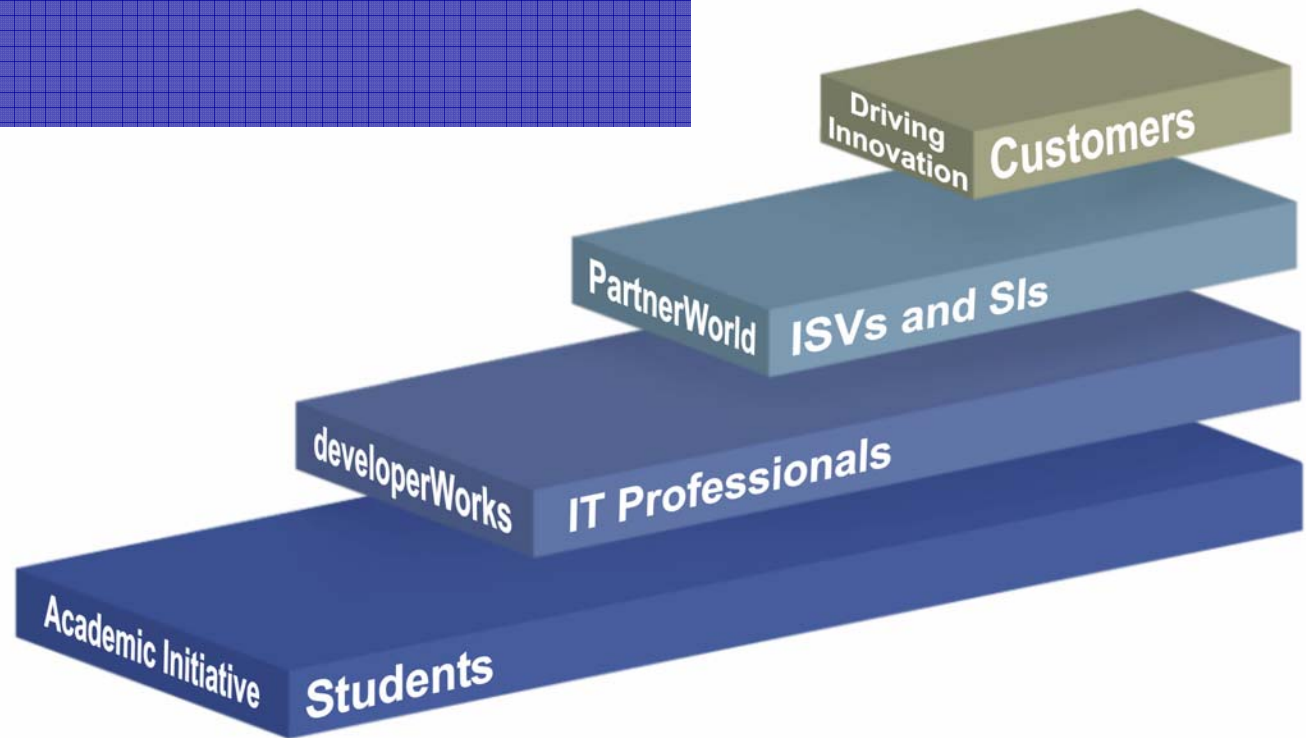 Driving
Innovation
Customers
PartnerWorld
ISVs and SIs
developerWorks
IT Professionals
Academic Initiative
Students